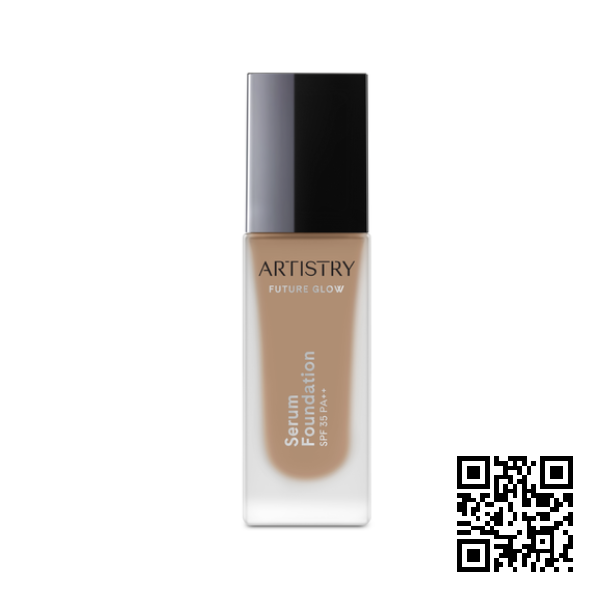 ARTISTRY
FUTURE GLOW
Serum
Foundation
SPF 35 PA++